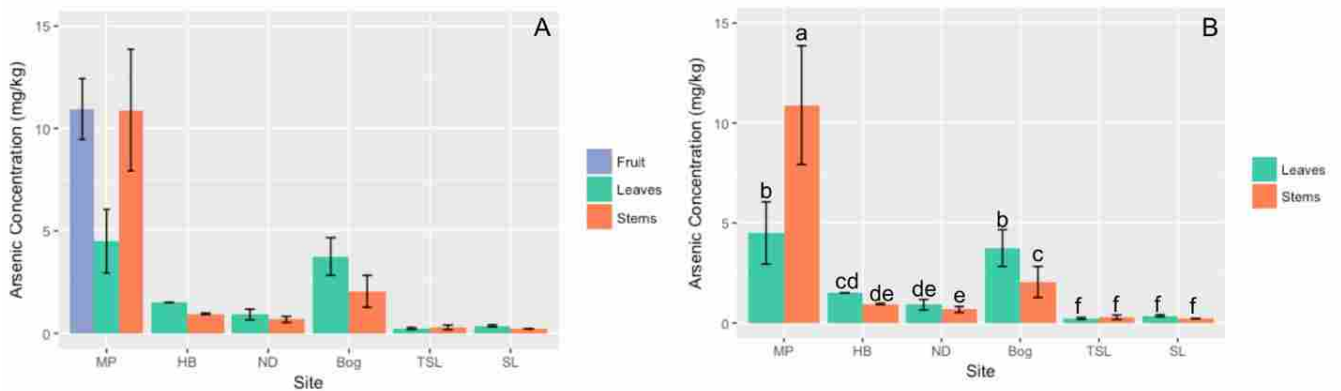 A
15
10
5
0
Arsenic Concentration (mg/kg)
MP HB ND Bog TSL SL
Site
Fruit
Leaves
Stems
B
15
10
5
0
Arsenic Concentration (mg/kg)
b a cd de de e b c f f f f
MP HB ND Bog TSL SL
Site
Leaves
Stems